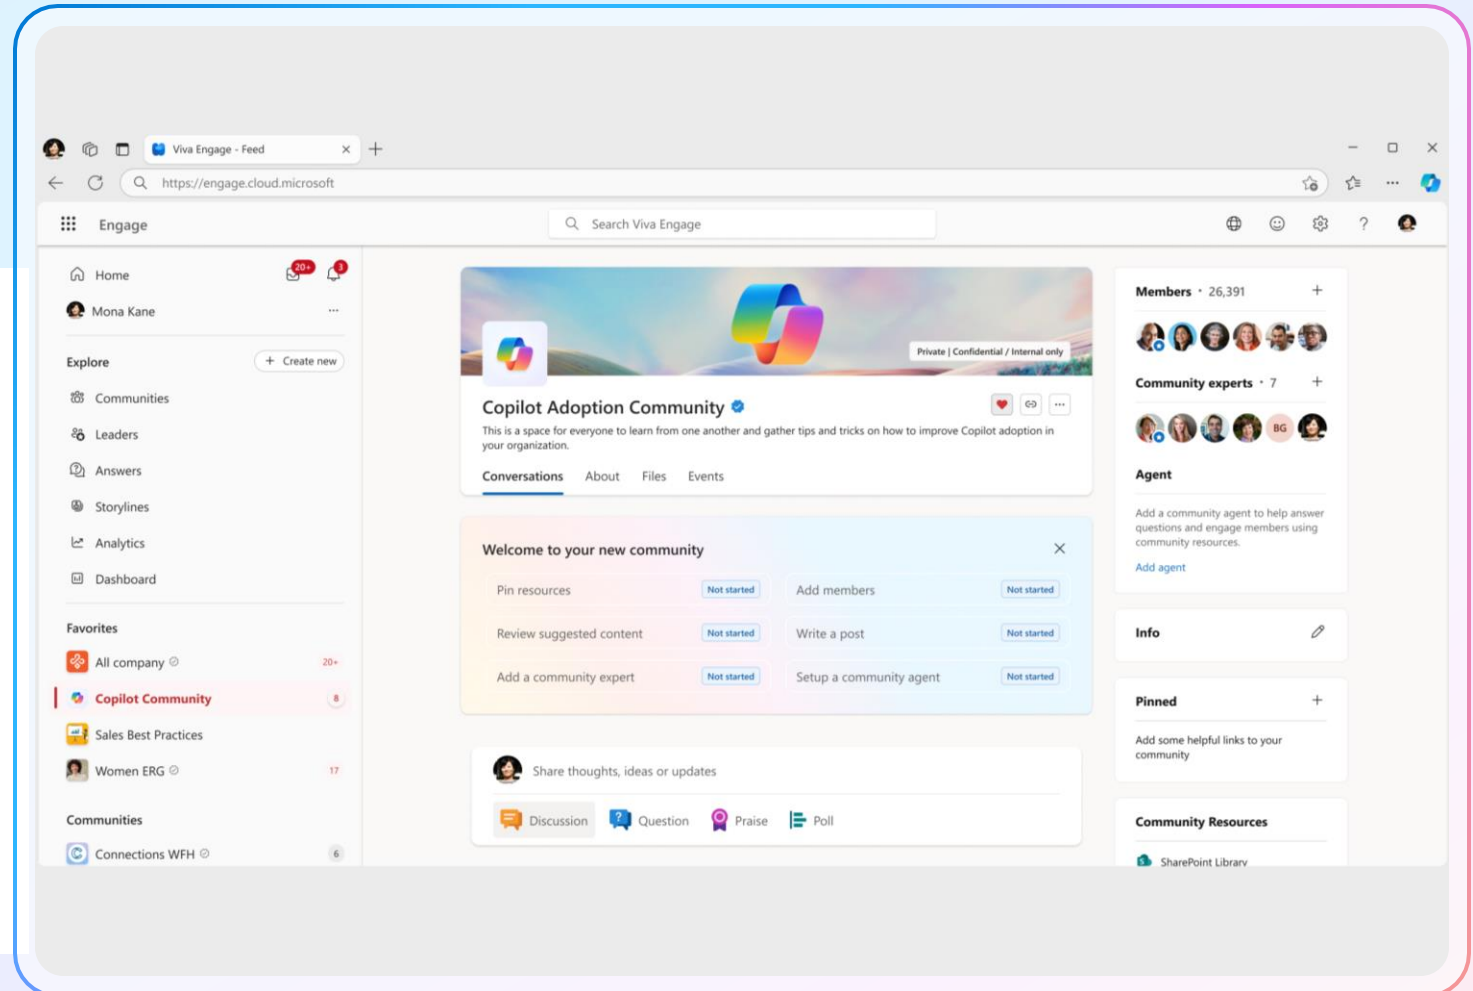 Viva Engage - Feed
https://engage.cloud.microsoft
Engage
Search Viva Engage
?
Home
20+
3
Mona Kane
Explore
+ Create new
Communities
Leaders
Answers
Storylines
Analytics
Dashboard
Favorites
All company
20+
Copilot Community
8
Sales Best Practices
Women ERG
17
Communities
Connections WFH
6
Private | Confidential / Internal only
Copilot Adoption Community
This is a space for everyone to learn from one another and gather tips and tricks on how to improve Copilot adoption in
your organization.
Conversations About Files Events
Welcome to your new community
Pin resources Not started
Add members Not started
Review suggested content Not started
Write a post Not started
Add a community expert Not started
Setup a community agent Not started
Share thoughts, ideas or updates
Discussion Question Praise Poll
Members · 26,391
Community experts · 7
BG
Agent
Add a community agent to help answer
questions and engage members using
community resources.
Add agent
Info
Pinned
Add some helpful links to your
community
Community Resources
SharePoint Library